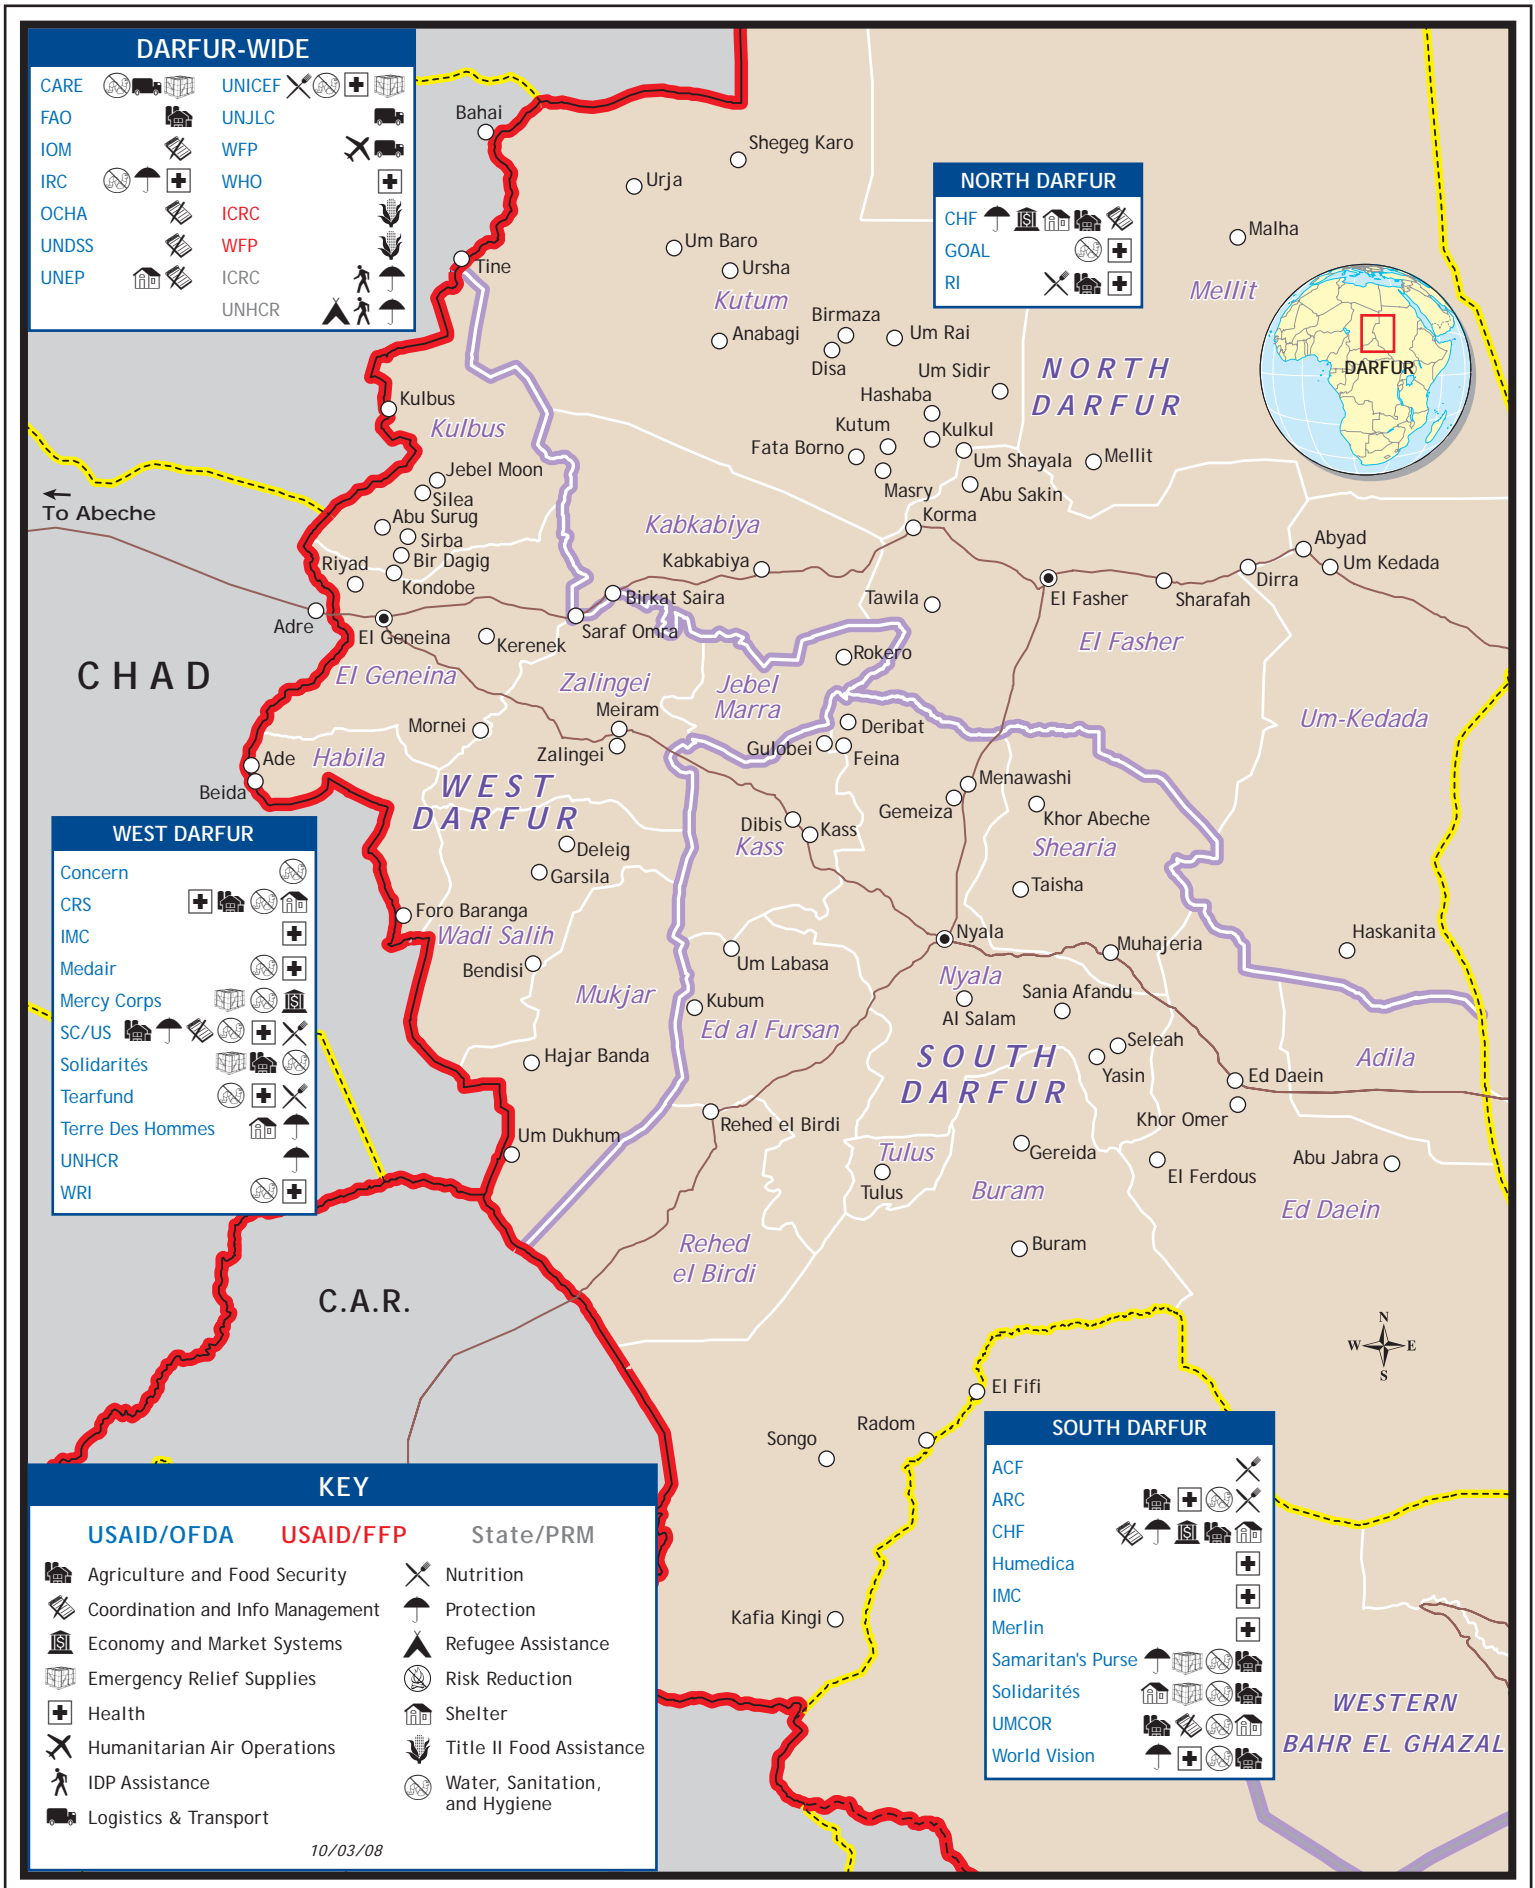 DARFUR-WIDE
CARE
FAO
IOM
IRC
OCHA
UNDSS
UNEP
UNICEF
UNJLC
WFP
WHO
ICRC
WFP
ICRC
UNHCR
Bahai
Shegeg Karo
Urja
Um Baro
Ursha
Tine
Kutum
Anabagi
Birmaza
Disa
Um Rai
Um Sidir
NORTH DARFUR
CHF
GOAL
RI
Malha
Mellit
DARFUR
NORTH
DARFUR
Hashaba
Kutum
Kulkul
Fata Borno
Um Shayala
Mellit
Masry
Abu Sakin
Korma
Kulbus
Kulbus
Jebel Moon
Silea
Abu Surug
Sirba
Bir Dagig
Riyad
Kondobe
To Abeche
Adre
El Geneina
Kerenek
Kabkabiya
Kabkabiya
Birkat Saira
Saraf Omra
Tawila
El Fasher
Sharafah
Dirra
Abyad
Um Kedada
El Fasher
CHAD
El Geneina
Zalingei
Jebel
Marra
Rokero
Meiram
Mornei
Zalingei
Deribat
Gulobei
Feina
Um-Kedada
Ade
Habila
Beida
WEST
DARFUR
Menawashi
Gemeiza
Khor Abeche
Dibis
Kass
Kass
Shearia
WEST DARFUR
Concern
CRS
IMC
Medair
Mercy Corps
SC/US
Solidarités
Tearfund
Terre Des Hommes
UNHCR
WRI
Deleig
Garsila
Taisha
Foro Baranga
Wadi Salih
Bendisi
Mukjar
Nyala
Um Labasa
Muhajeria
Haskanita
Nyala
Kubum
Ed al Fursan
Al Salam
Sania Afandu
Hajar Banda
SOUTH
DARFUR
Seleah
Yasin
Adila
Ed Daein
Khor Omer
Um Dukhum
Rehed el Birdi
Tulus
Tulus
Gereida
El Ferdous
Abu Jabra
Buram
Ed Daein
Rehed
el Birdi
Buram
C.A.R.
N
W
E
S
El Fifi
Radom
Songo
Kafia Kingi
SOUTH DARFUR
ACF
ARC
CHF
Humedica
IMC
Merlin
Samaritan's Purse
Solidarités
UMCOR
World Vision
WESTERN
BAHR EL GHAZAL
KEY
USAID/OFDA USAID/FFP State/PRM
Agriculture and Food Security
Coordination and Info Management
Economy and Market Systems
Emergency Relief Supplies
Health
Humanitarian Air Operations
IDP Assistance
Logistics & Transport
Nutrition
Protection
Refugee Assistance
Risk Reduction
Shelter
Title II Food Assistance
Water, Sanitation,
and Hygiene
10/03/08